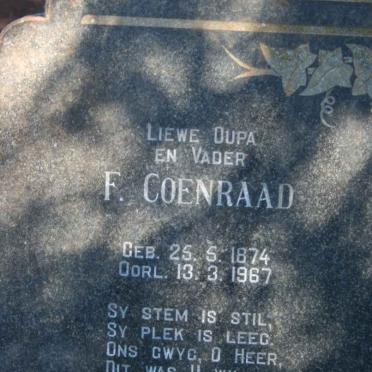 LIEWE OUPA
EN VADER
F. COENRAAD
GEB. 25. 5. 1874
OORL. 13. 3. 1967
SY STEM IS STIL,
SY PLEK IS LEEG.
ONS GWYG, O HEER,
DIT WAS U